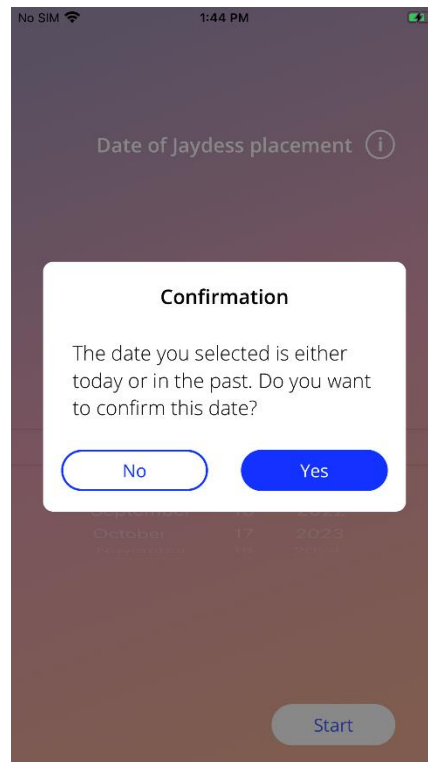 No SIM 1:44 PM
Date of Jaydess placement i
Confirmation
The date you selected is either
today or in the past. Do you want
to confirm this date?
No Yes
October 17 2023
Start